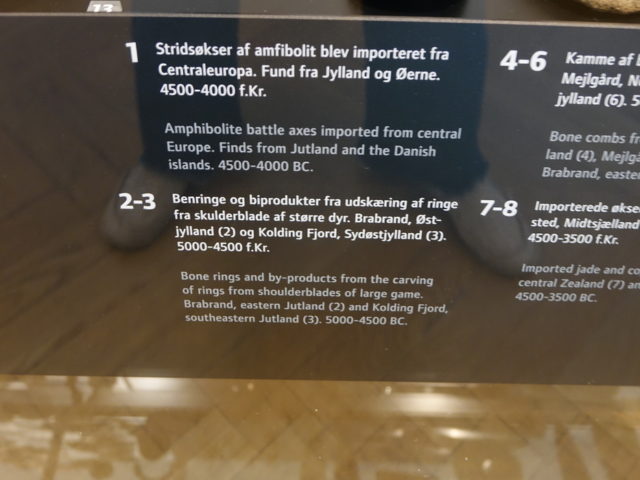 13
1 Stridsøkser af amfibolit blev importeret fra
Centraleuropa. Fund fra Jylland og Øerne.
4500-4000 f.Kr.
Amphibolite battle axes imported from central
Europe. Finds from Jutland and the Danish
islands. 4500-4000 BC.
2-3 Benringe og biprodukter fra udskæring af ringe
fra skulderblade af større dyr. Brabrand, Øst-
jylland (2) og Kolding Fjord, Sydøstjylland (3).
5000-4500 f.Kr.
Bone rings and by-products from the carving
of rings from shoulderblades of large game.
Brabrand, eastern Jutland (2) and Kolding Fjord,
southeastern Jutland (3). 5000-4500 BC.
4-6 Kamme af
Mejlgård,
jylland (6).
Bone combs
land (4),
Brabrand,
7-8 Importerede
sted, Midtsjælland
4500-3500 f.Kr.
Imported jade and
central Zealand (7)
4500-3500 BC.